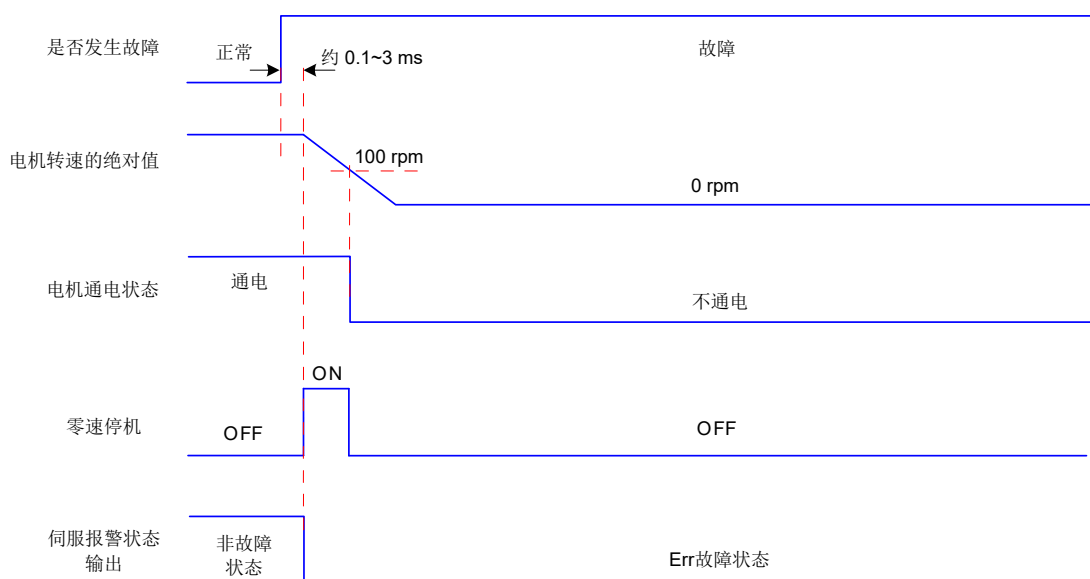 是否发生故障
正常
约 0.1~3 ms
故障
电机转速的绝对值
100 rpm
0 rpm
电机通电状态
通电
不通电
零速停机
OFF
ON
OFF
伺服报警状态
输出
非故障
状态
Err故障状态